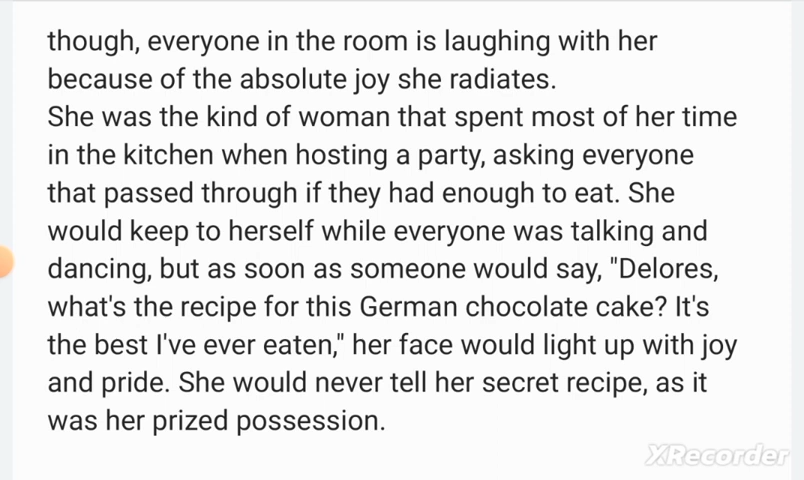 though, everyone in the room is laughing with her
because of the absolute joy she radiates.
She was the kind of woman that spent most of her time
in the kitchen when hosting a party, asking everyone
that passed through if they had enough to eat. She
would keep to herself while everyone was talking and
dancing, but as soon as someone would say, "Delores,
what's the recipe for this German chocolate cake? It's
the best I've ever eaten," her face would light up with joy
and pride. She would never tell her secret recipe, as it
was her prized possession.
XRecorder